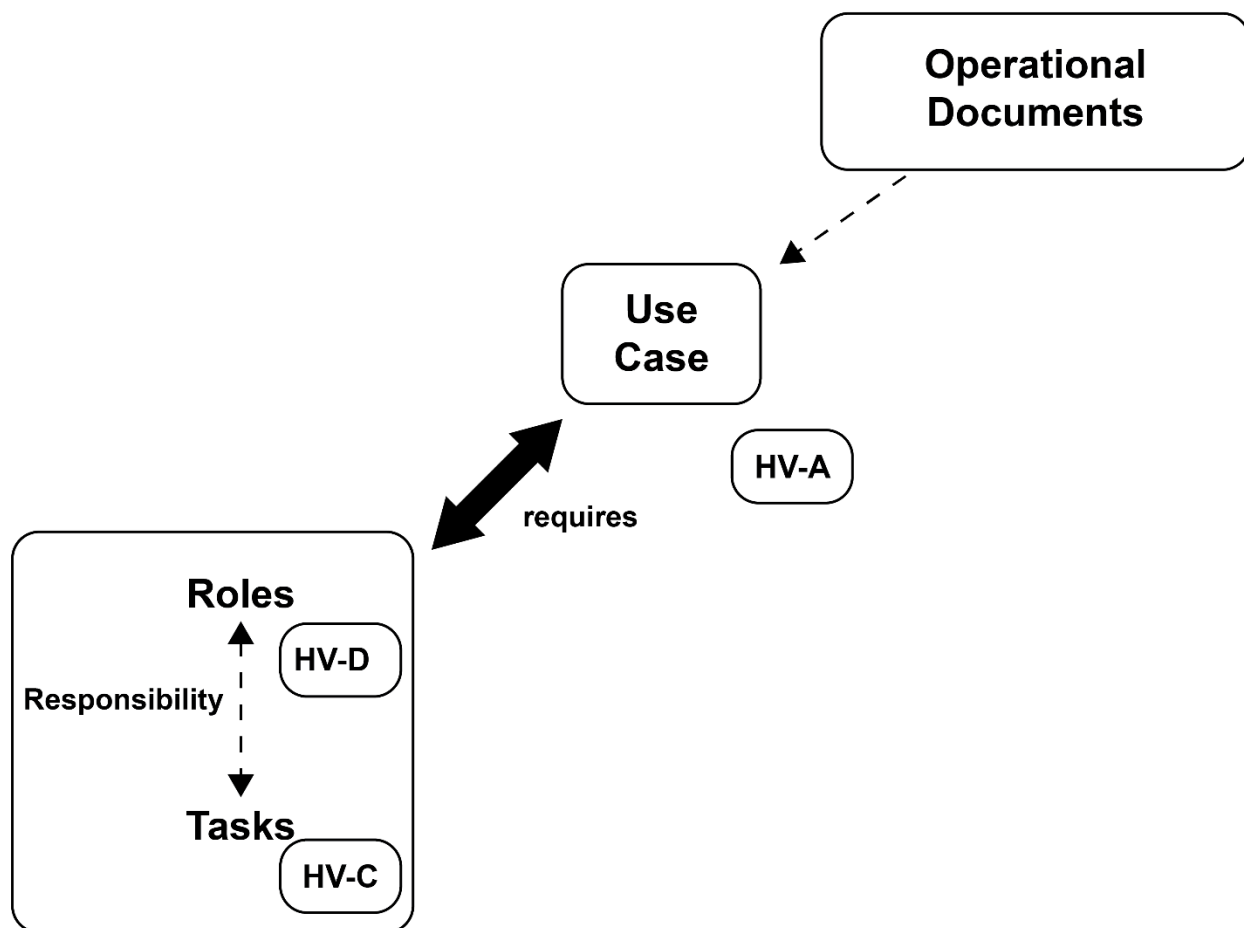 Operational
Documents
Use
Case
HV-A
requires
Roles
HV-D
Responsibility
Tasks
HV-C